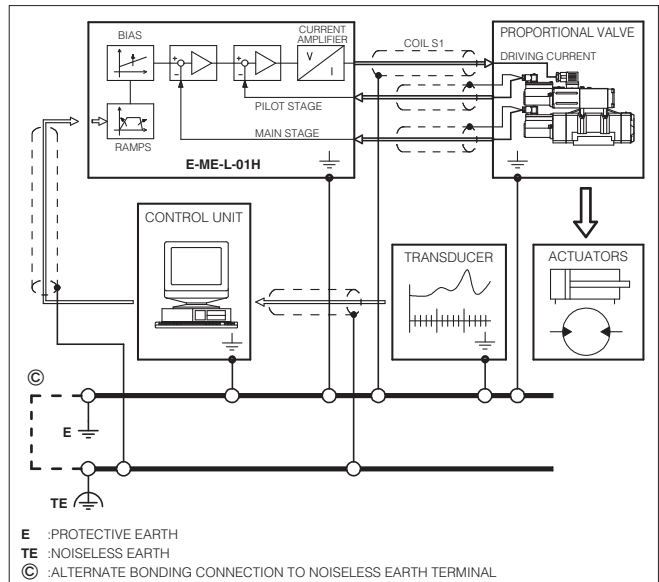 BIAS
CURRENT
AMPLIFIER
V
I
COIL S1
PROPORTIONAL VALVE
DRIVING CURRENT
+
−
+
−
PILOT STAGE
MAIN STAGE
RAMPS
E-ME-L-01H
CONTROL UNIT
TRANSDUCER
ACTUATORS
©
E
TE
E :PROTECTIVE EARTH
TE :NOISELESS EARTH
© :ALTERNATE BONDING CONNECTION TO NOISELESS EARTH TERMINAL